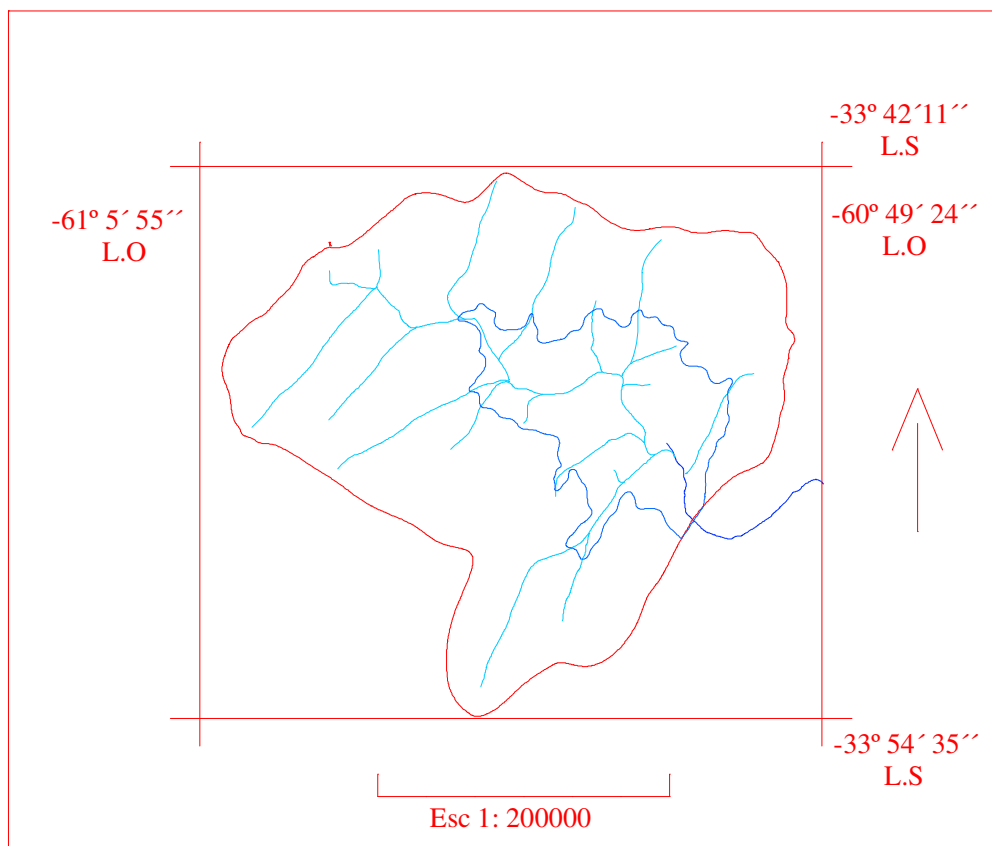 -33º 42´11´´
L.S
-61º 5´55´´
L.O
-60º 49´24´´
L.O
-33º 54´35´´
L.S
Esc 1: 200000